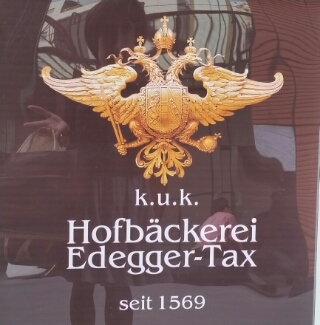 k.u.k.
Hofbäckerei
Edegger-Tax
seit 1569